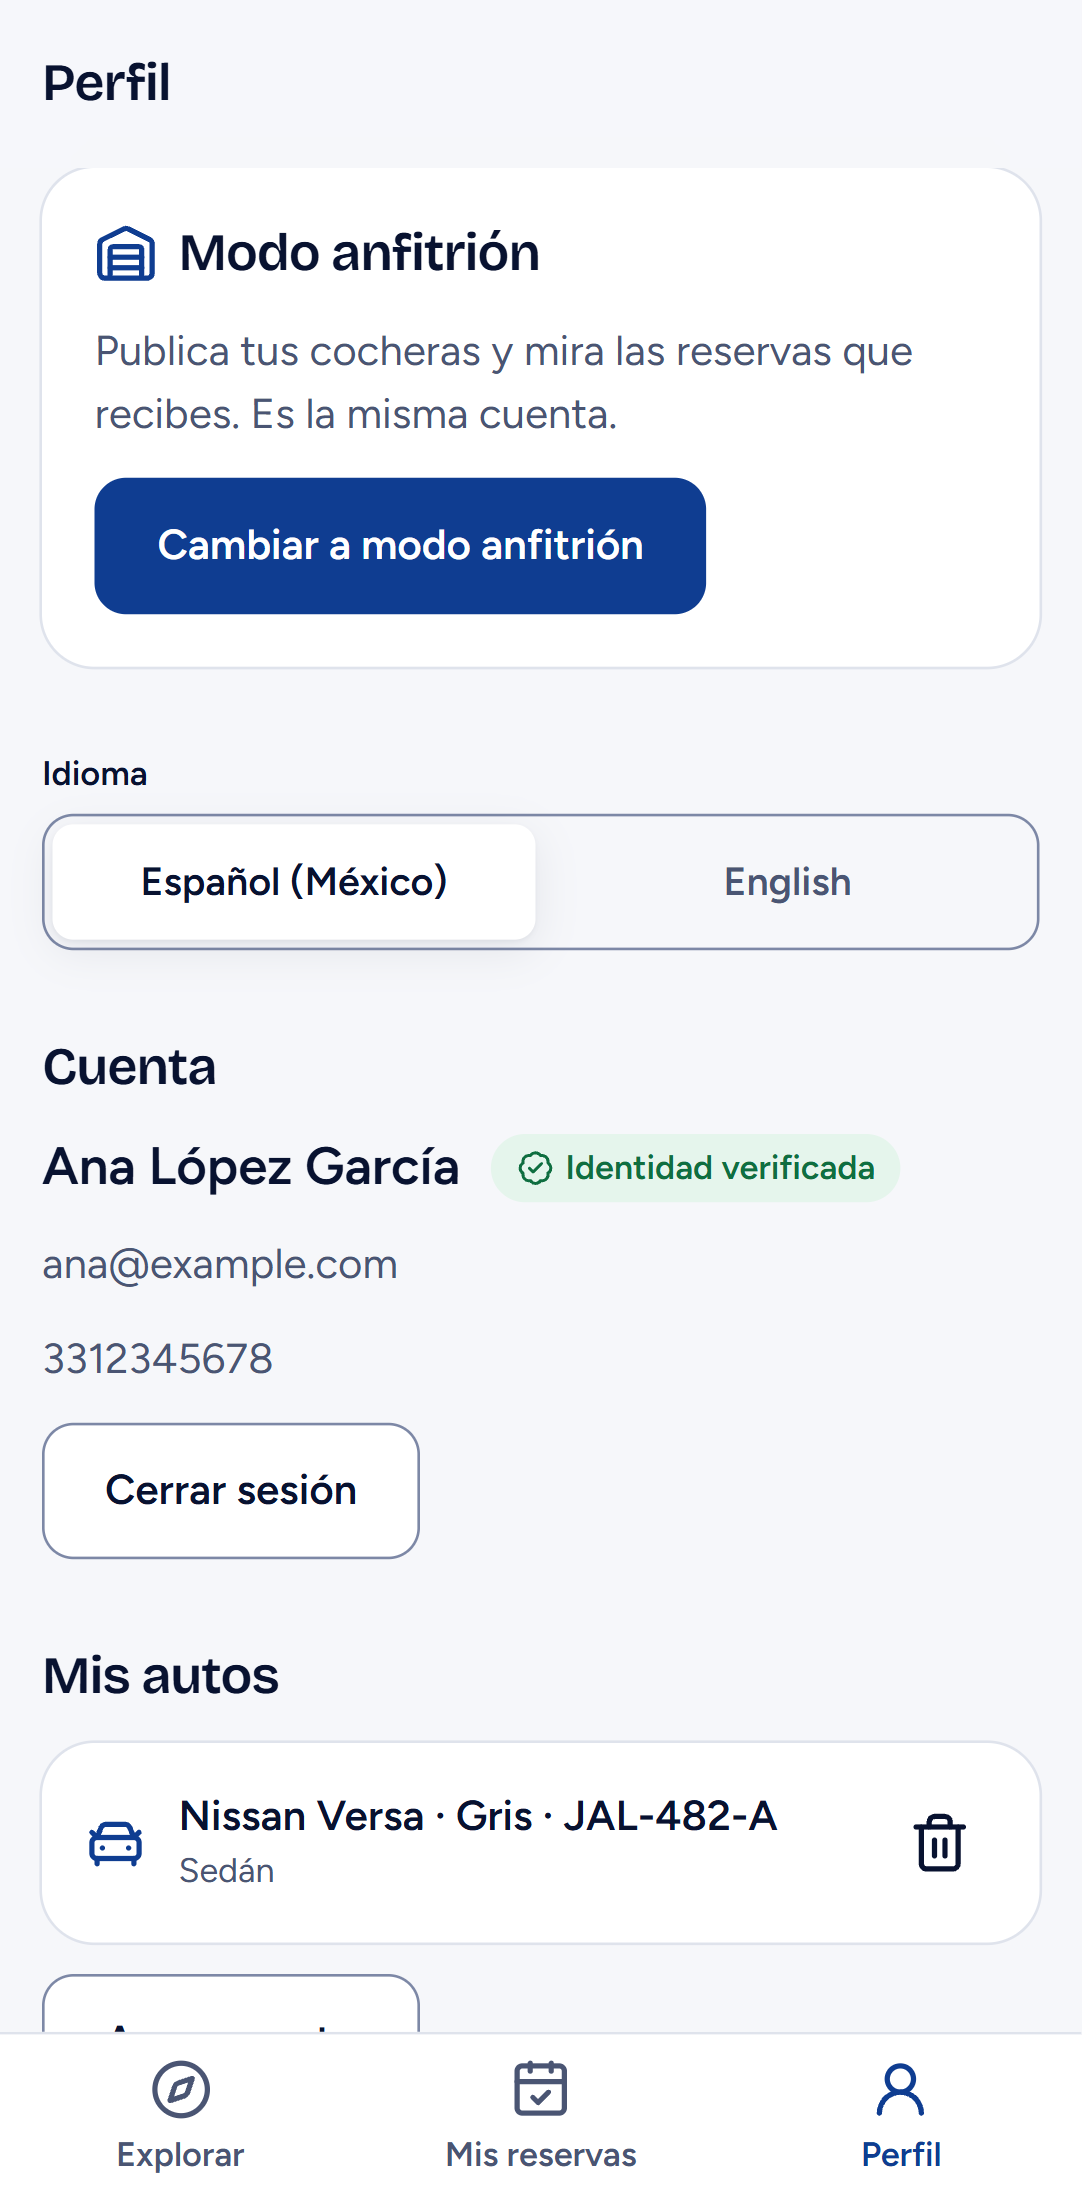 Perfil
Modo anfitrión
Publica tus cocheras y mira las reservas que
recibes. Es la misma cuenta.
Cambiar a modo anfitrión
Idioma
Español (México)
English
Cuenta
Ana López García
Identidad verificada
ana@example.com
3312345678
Cerrar sesión
Mis autos
Nissan Versa · Gris · JAL-482-A
Sedán
Explorar
Mis reservas
Perfil